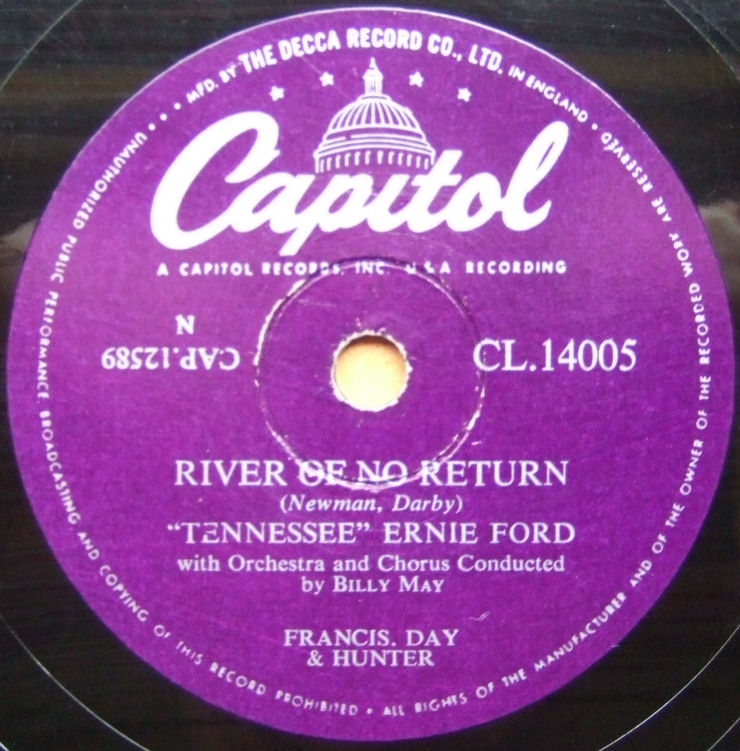 MFD. BY THE DECCA RECORD CO., LTD. IN ENGLAND • ALL RIGHTS OF THE MANUFACTURER AND OF THE OWNER OF THE RECORDED WORK ARE RESERVED • UNAUTHORIZED PUBLIC PERFORMANCE, BROADCASTING AND COPYING OF THIS RECORD PROHIBITED
Capitol
A CAPITOL RECORDS, INC. U S A RECORDING
N
CAP.12589
CL.14005
RIVER OF NO RETURN
(Newman, Darby)
"TENNESSEE" ERNIE FORD
with Orchestra and Chorus Conducted
by BILLY MAY
FRANCIS. DAY
& HUNTER